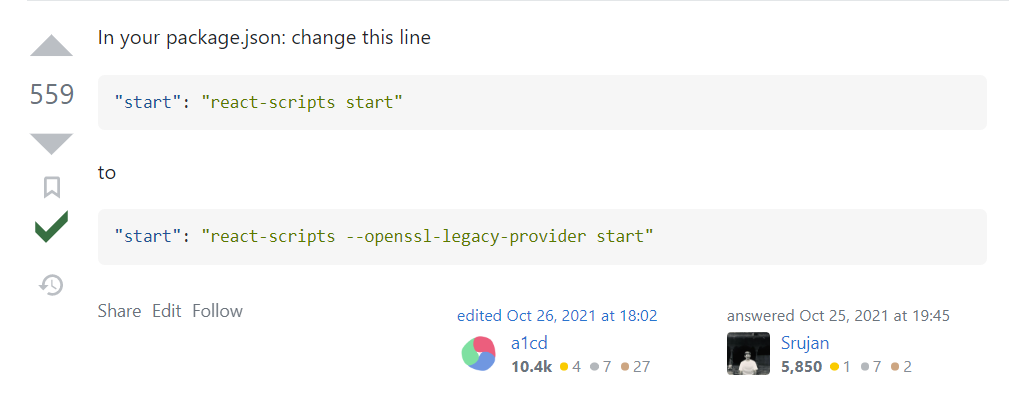 In your package.json: change this line
559
"start": "react-scripts start"
to
"start": "react-scripts --openssl-legacy-provider start"
Share Edit Follow
edited Oct 26, 2021 at 18:02
a1cd
10.4k 4 7 27
answered Oct 25, 2021 at 19:45
Srujan
5,850 1 7 2